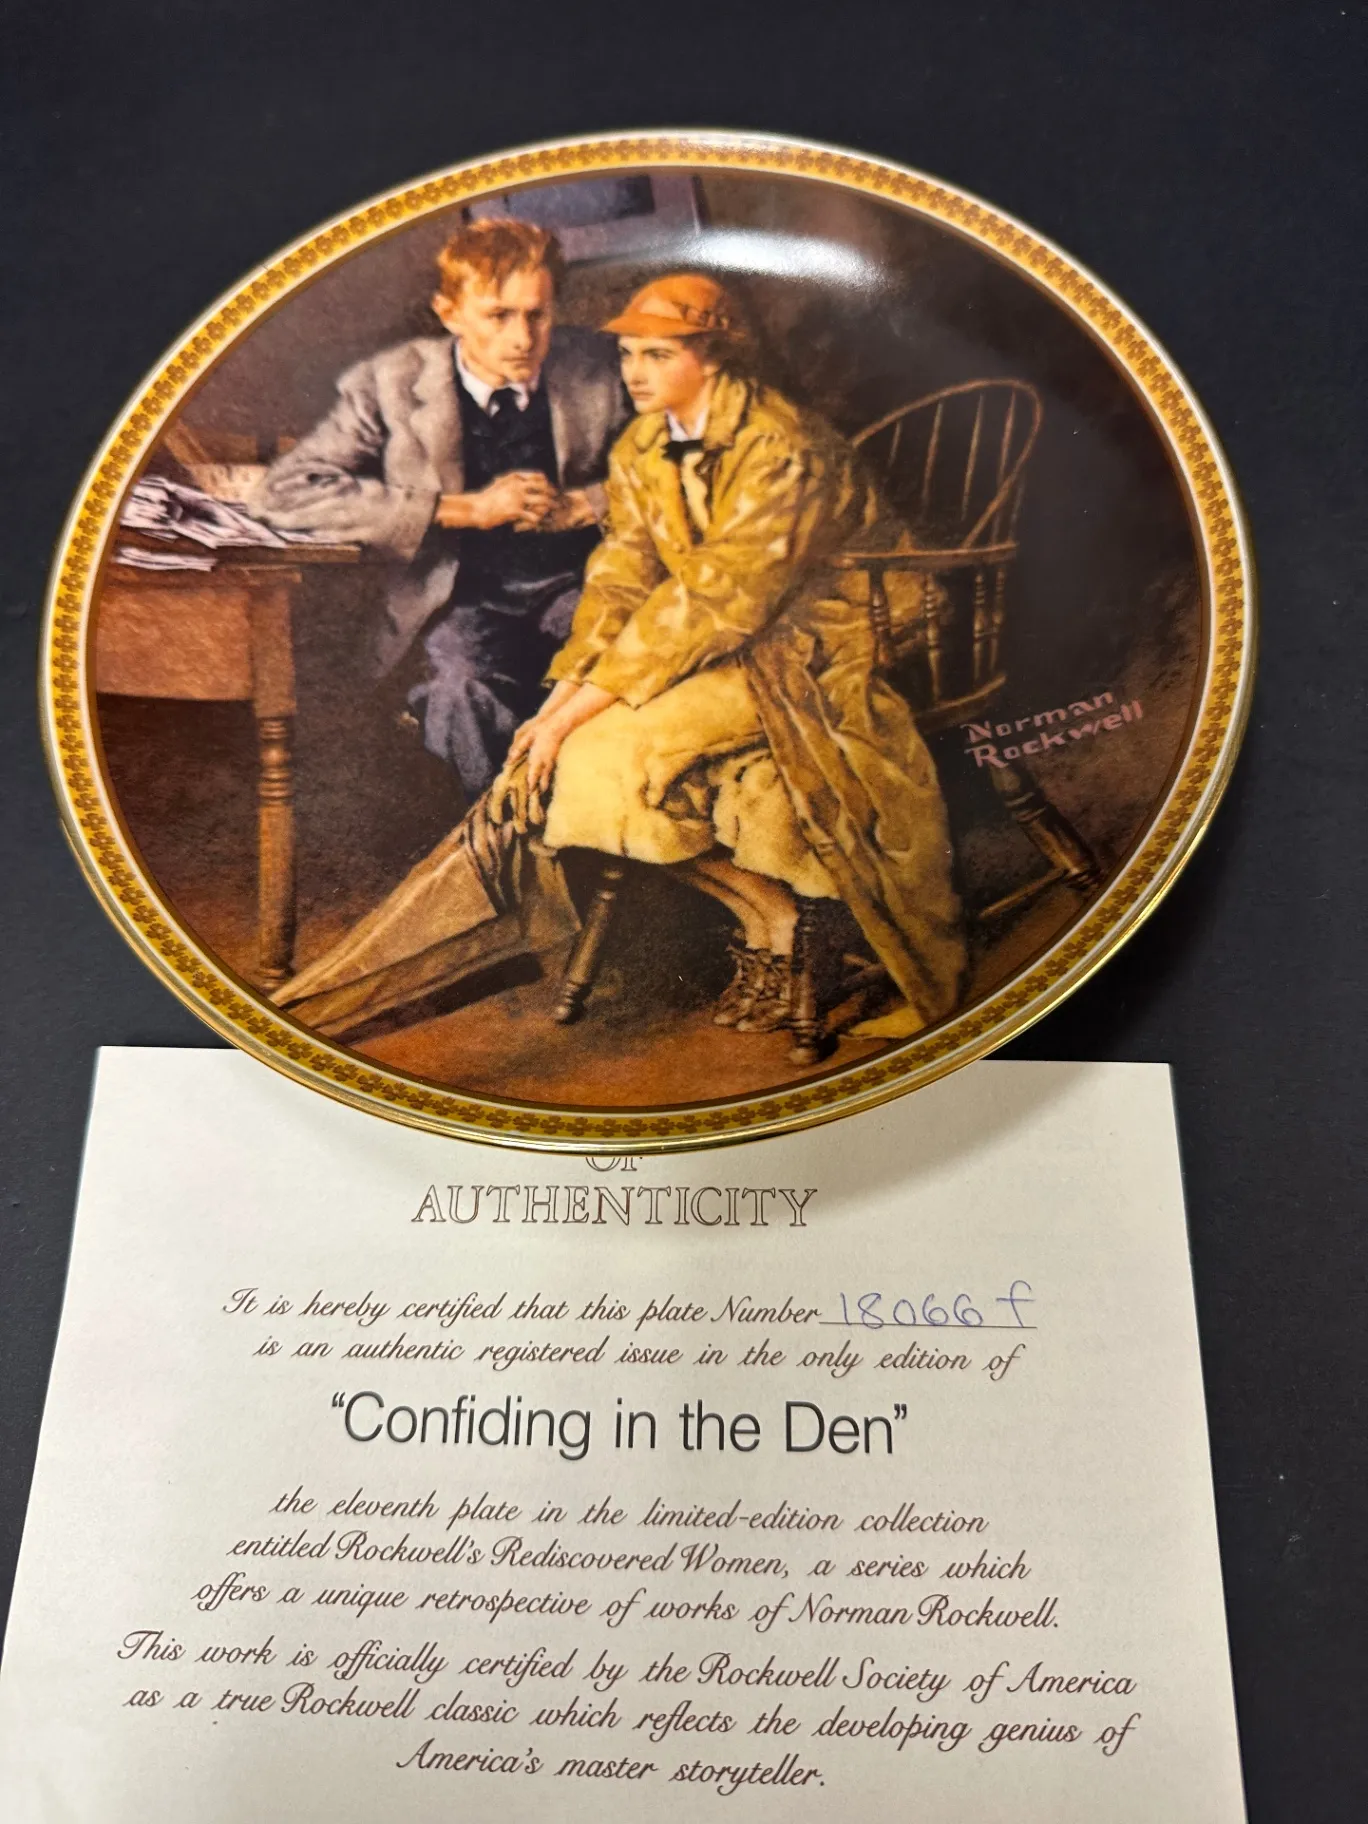 Norman
Rockwell
OF
AUTHENTICITY
It is hereby certified that this plate Number 18066 f
is an authentic registered issue in the only edition of
“Confiding in the Den”
the eleventh plate in the limited-edition collection
entitled Rockwell's Rediscovered Women, a series which
offers a unique retrospective of works of Norman Rockwell.
This work is officially certified by the Rockwell Society of America
as a true Rockwell classic which reflects the developing genius of
America's master storyteller.